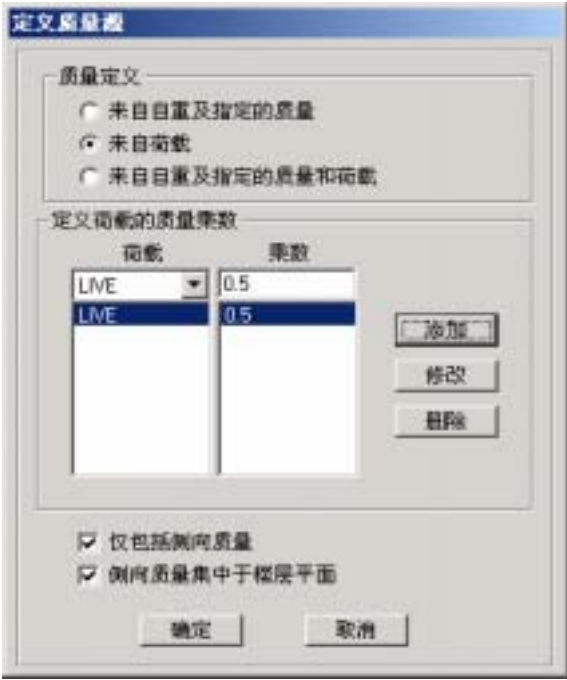 定义质量源
质量定义
来自自重及指定的质量
来自荷载
来自自重及指定的质量和荷载
定义荷载的质量乘数
荷载 乘数
LIVE 0.5
LIVE 0.5
添加
修改
删除
仅包括侧向质量
侧向质量集中于楼层平面
确定 取消